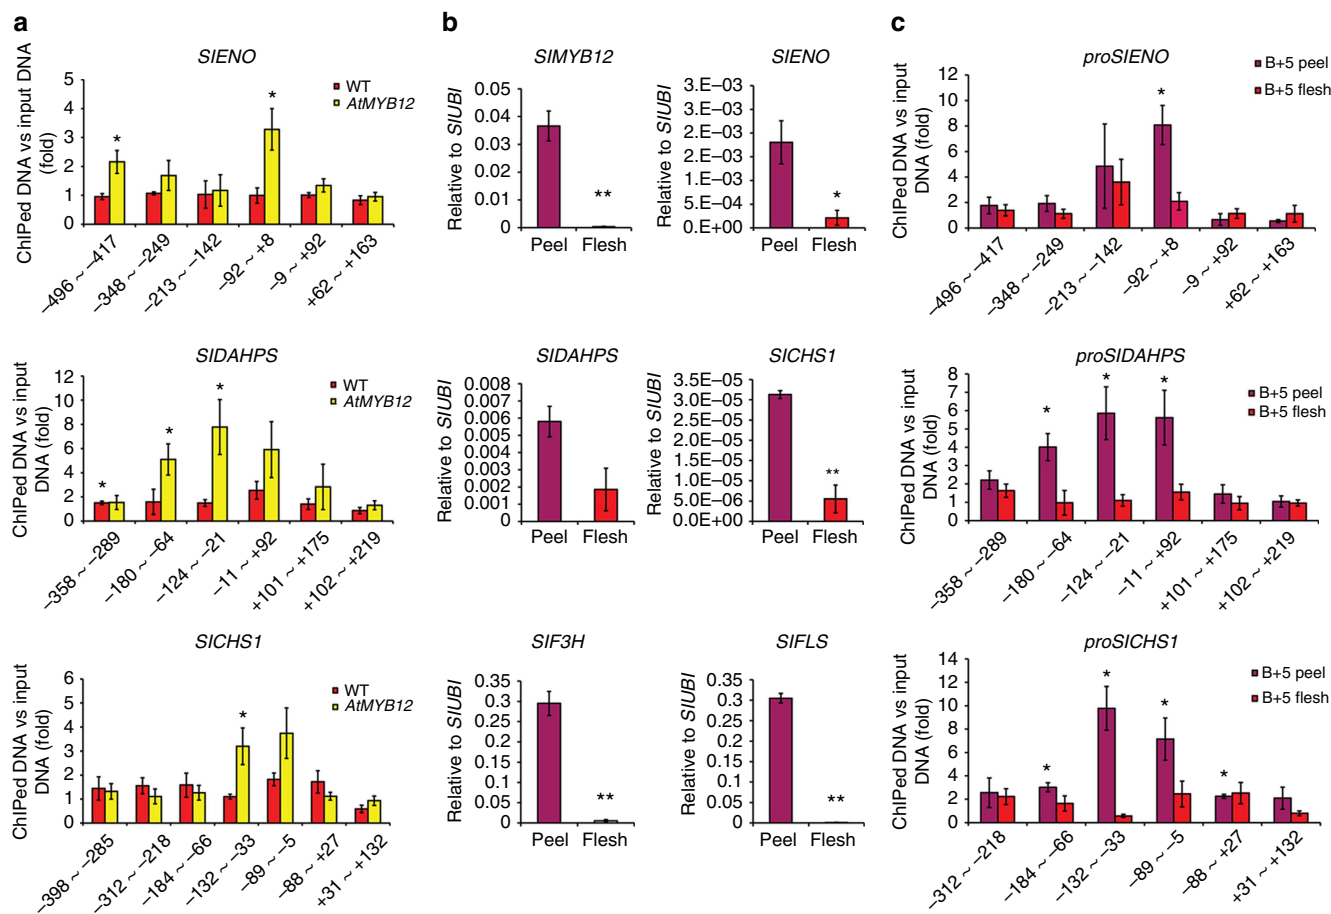 a
SlENO
ChIPed DNA vs input DNA
(fold)
5
4
3
2
1
0
WT
AtMYB12
*
*
–496 ~ –417
–348 ~ –249
–213 ~ –142
–92 ~ +8
–9 ~ +92
+62 ~ +163
SlDAHPS
ChIPed DNA vs input
DNA (fold)
12
10
8
6
4
2
0
WT
AtMYB12
*
*
*
–358 ~ –289
–180 ~ –64
–124 ~ –21
–11 ~ +92
+101 ~ +175
+102 ~ +219
SlCHS1
ChIPed DNA vs input
DNA (fold)
6
5
4
3
2
1
0
WT
AtMYB12
*
–398 ~ –285
–312 ~ –218
–184 ~ –66
–132 ~ –33
–89 ~ –5
–88 ~ +27
+31 ~ +132
b
SlMYB12
Relative to SlUBI
0.05
0.04
0.03
0.02
0.01
0
**
Peel Flesh
SlENO
Relative to SlUBI
3.E–03
3.E–03
2.E–03
2.E–03
1.E–03
5.E–04
0.E+00
*
Peel Flesh
SlDAHPS
Relative to SlUBI
0.008
0.007
0.006
0.005
0.004
0.003
0.002
0.001
0
Peel Flesh
SlCHS1
Relative to SlUBI
3.5E–05
3.0E–05
2.5E–05
2.0E–05
1.5E–05
1.0E–05
5.0E–06
0.0E+00
**
Peel Flesh
SlF3H
Relative to SlUBI
0.35
0.3
0.25
0.2
0.15
0.1
0.05
0
**
Peel Flesh
SlFLS
Relative to SlUBI
0.35
0.3
0.25
0.2
0.15
0.1
0.05
0
**
Peel Flesh
c
proSlENO
ChIPed DNA vs input
DNA (fold)
12
10
8
6
4
2
0
B+5 peel
B+5 flesh
*
–496 ~ –417
–348 ~ –249
–213 ~ –142
–92 ~ +8
–9 ~ +92
+62 ~ +163
proSlDAHPS
ChIPed DNA vs input
DNA (fold)
8
7
6
5
4
3
2
1
0
B+5 peel
B+5 flesh
*
*
*
–358 ~ –289
–180 ~ –64
–124 ~ –21
–11 ~ +92
+101 ~ +175
+102 ~ +219
proSlCHS1
ChIPed DNA vs input
DNA (fold)
14
12
10
8
6
4
2
0
B+5 peel
B+5 flesh
*
*
*
*
–312 ~ –218
–184 ~ –66
–132 ~ –33
–89 ~ –5
–88 ~ +27
+31 ~ +132